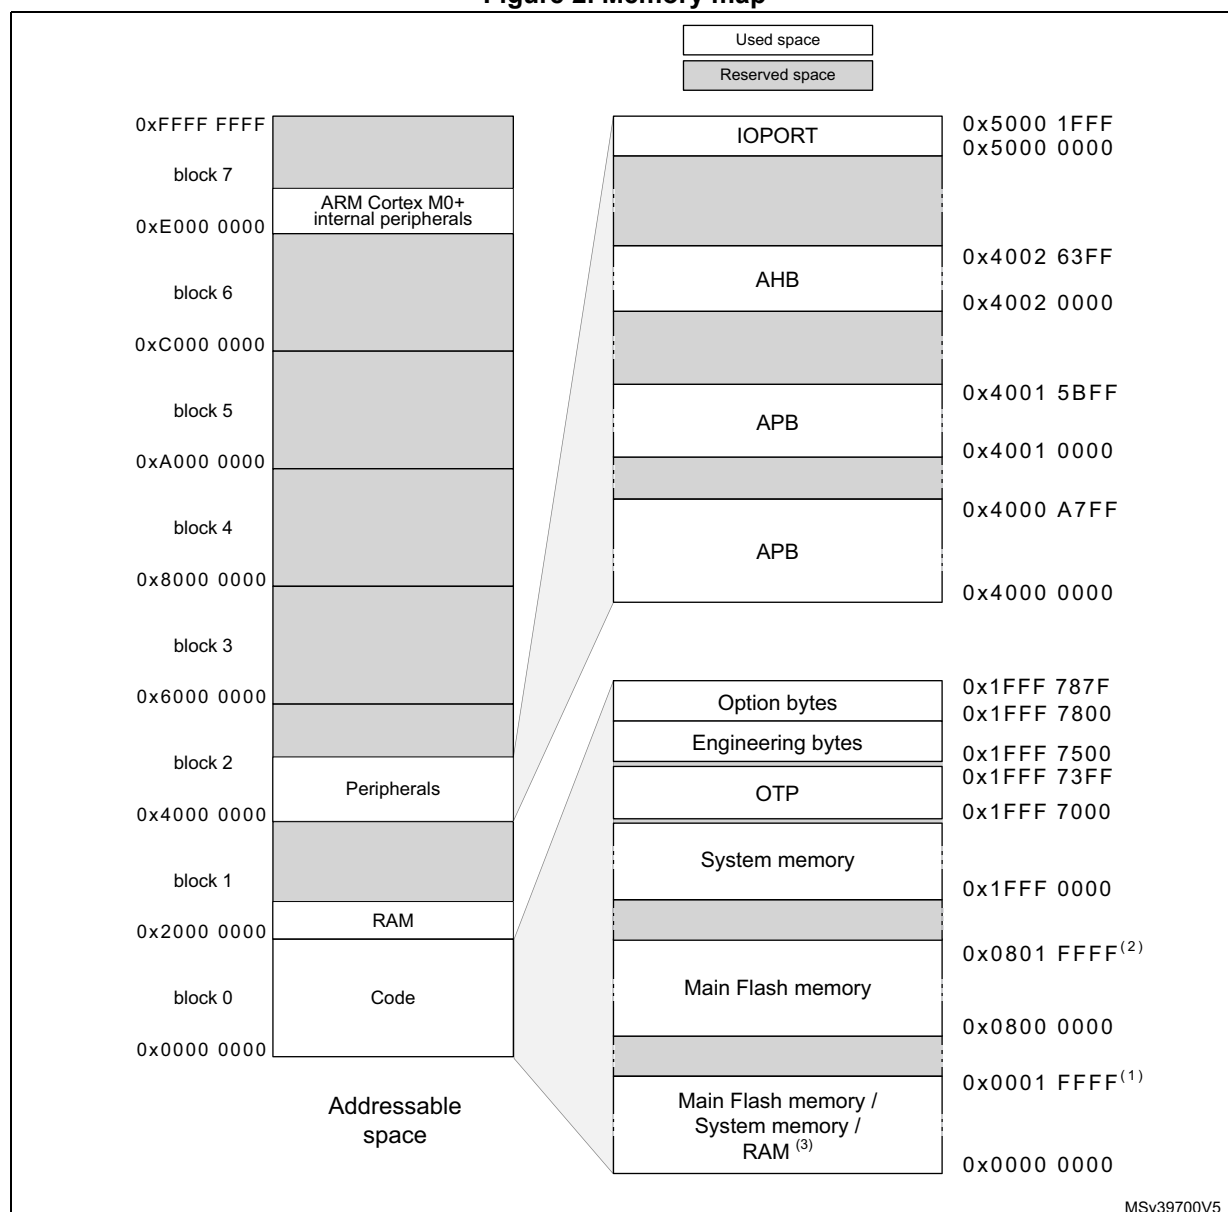 Figure 2. Memory map
Used space
Reserved space
0xFFFF FFFF
block 7
ARM Cortex M0+
internal peripherals
0xE000 0000
block 6
0xC000 0000
block 5
0xA000 0000
block 4
0x8000 0000
block 3
0x6000 0000
block 2
Peripherals
0x4000 0000
block 1
RAM
0x2000 0000
block 0
Code
0x0000 0000
Addressable
space
IOPORT
0x5000 1FFF
0x5000 0000
AHB
0x4002 63FF
0x4002 0000
APB
0x4001 5BFF
0x4001 0000
APB
0x4000 A7FF
0x4000 0000
Option bytes
0x1FFF 787F
0x1FFF 7800
Engineering bytes
0x1FFF 7500
OTP
0x1FFF 73FF
0x1FFF 7000
System memory
0x1FFF 0000
Main Flash memory
0x0801 FFFF(2)
0x0800 0000
0x0001 FFFF(1)
Main Flash memory /
System memory /
RAM (3)
0x0000 0000
MSv39700V5